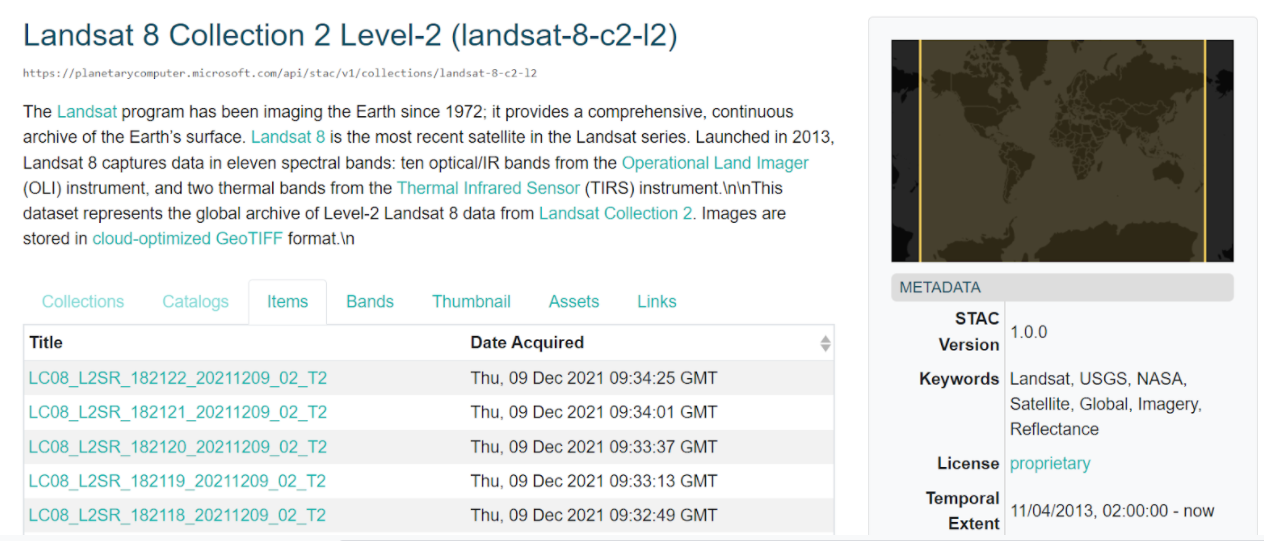 Landsat 8 Collection 2 Level-2 (landsat-8-c2-l2)
https://planetarycomputer.microsoft.com/api/stac/v1/collections/landsat-8-c2-l2
The Landsat program has been imaging the Earth since 1972; it provides a comprehensive, continuous
archive of the Earth's surface. Landsat 8 is the most recent satellite in the Landsat series. Launched in 2013,
Landsat 8 captures data in eleven spectral bands: ten optical/IR bands from the Operational Land Imager
(OLI) instrument, and two thermal bands from the Thermal Infrared Sensor (TIRS) instrument.\n\nThis
dataset represents the global archive of Level-2 Landsat 8 data from Landsat Collection 2. Images are
stored in cloud-optimized GeoTIFF format.\n
Collections Catalogs Items Bands Thumbnail Assets Links
Title Date Acquired
LC08_L2SR_182122_20211209_02_T2 Thu, 09 Dec 2021 09:34:25 GMT
LC08_L2SR_182121_20211209_02_T2 Thu, 09 Dec 2021 09:34:01 GMT
LC08_L2SR_182120_20211209_02_T2 Thu, 09 Dec 2021 09:33:37 GMT
LC08_L2SR_182119_20211209_02_T2 Thu, 09 Dec 2021 09:33:13 GMT
LC08_L2SR_182118_20211209_02_T2 Thu, 09 Dec 2021 09:32:49 GMT
METADATA
STAC
Version 1.0.0
Keywords Landsat, USGS, NASA,
Satellite, Global, Imagery,
Reflectance
License proprietary
Temporal
Extent 11/04/2013, 02:00:00 - now